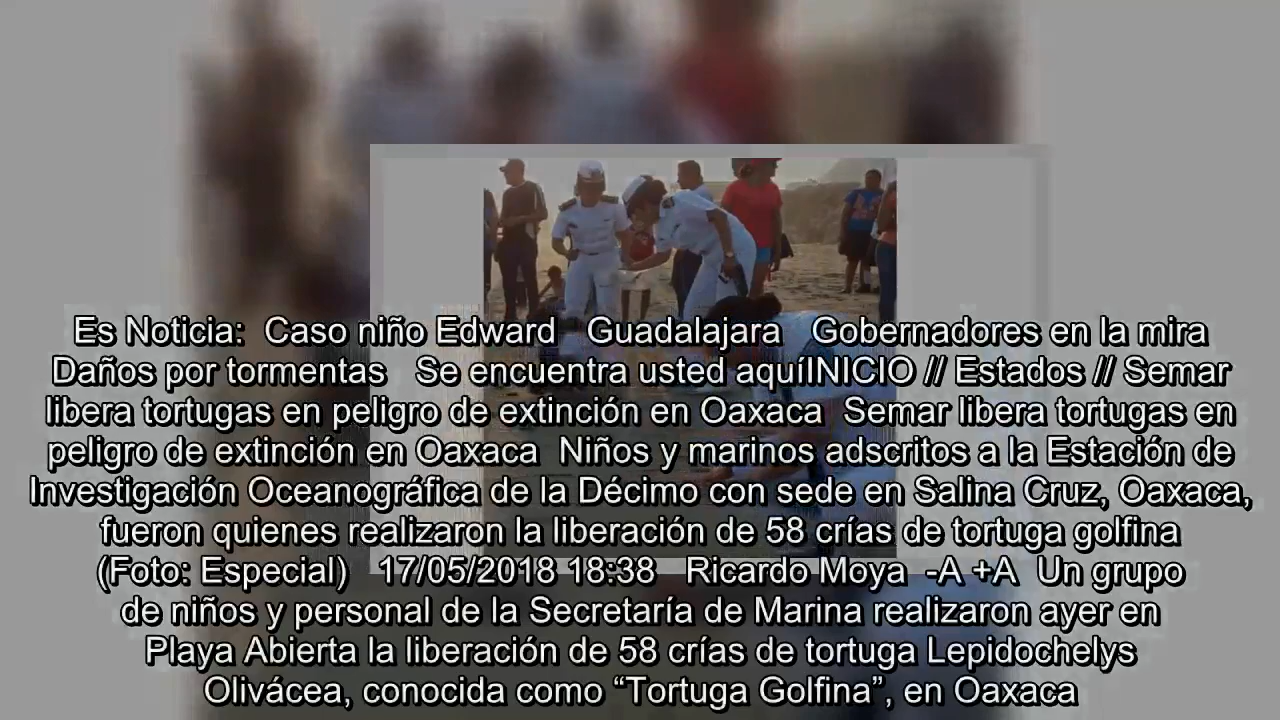 Es Noticia:  Caso niño Edward   Guadalajara   Gobernadores en la mira
Daños por tormentas   Se encuentra usted aquíINICIO // Estados // Semar
libera tortugas en peligro de extinción en Oaxaca  Semar libera tortugas en
peligro de extinción en Oaxaca  Niños y marinos adscritos a la Estación de
Investigación Oceanográfica de la Décimo con sede en Salina Cruz, Oaxaca,
fueron quienes realizaron la liberación de 58 crías de tortuga golfina
(Foto: Especial)   17/05/2018 18:38   Ricardo Moya  -A +A  Un grupo
de niños y personal de la Secretaría de Marina realizaron ayer en
Playa Abierta la liberación de 58 crías de tortuga Lepidochelys
Olivácea, conocida como “Tortuga Golfina”, en Oaxaca